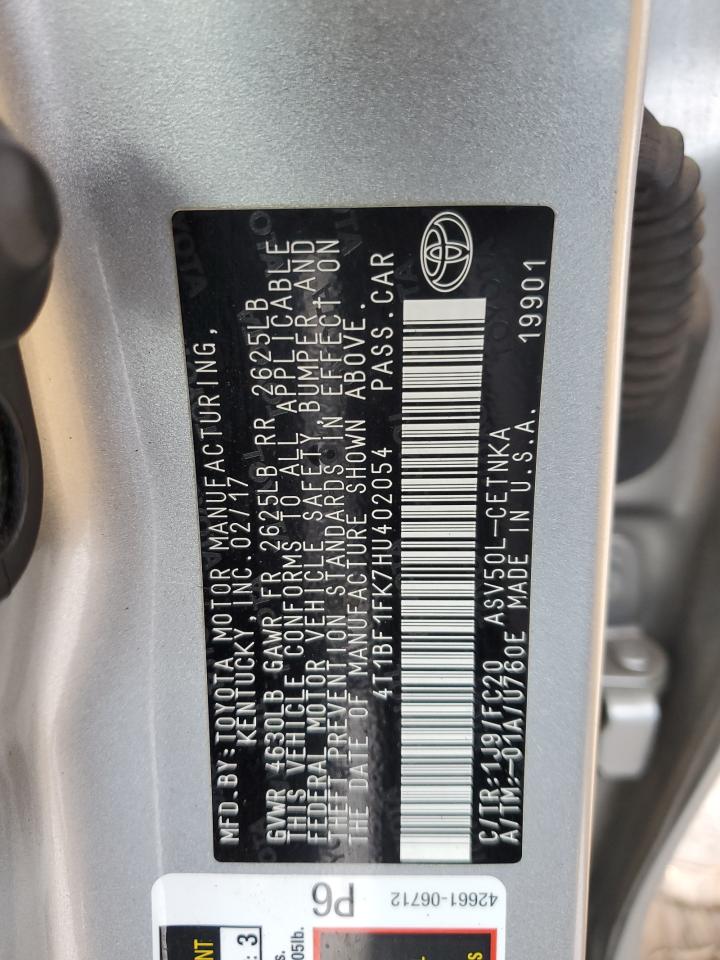 MFD.BY:TOYOTA MOTOR MANUFACTURING,
KENTUCKY INC. 02/17
GVWR 4630LB GAWR FR 2625LB RR 2625LB
THIS VEHICLE CONFORMS TO ALL APPLICABLE
FEDERAL MOTOR VEHICLE SAFETY, BUMPER, AND
THEFT PREVENTION STANDARDS IN EFFECT ON
THE DATE OF MANUFACTURE SHOWN ABOVE.
4T1BF1FK7HU402054 PASS.CAR
C/TR:1J9/FC20 ASV50L-CETNKA 19901
A/TM:-01A/U760E MADE IN U.S.A.
P6
42661-06712
: 3